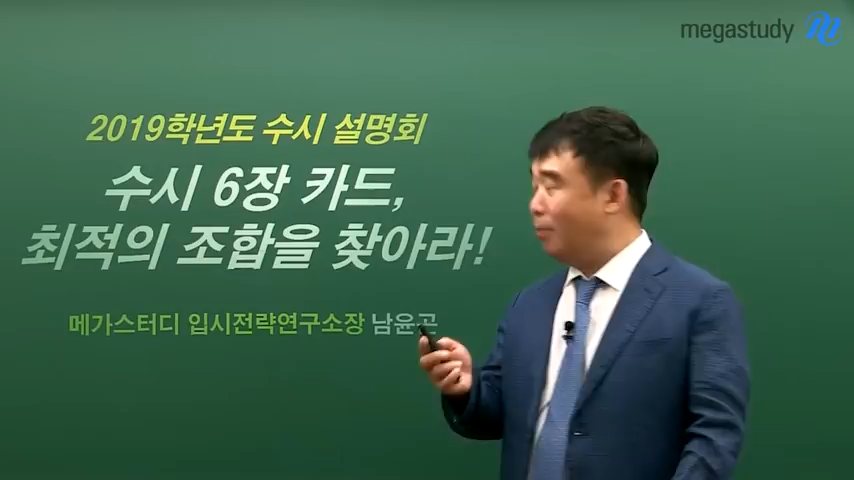 megastudy
2019학년도 수시 설명회
수시 6장 카드,
최적의 조합을 찾아라!
메가스터디 입시전략연구소장 남윤곤